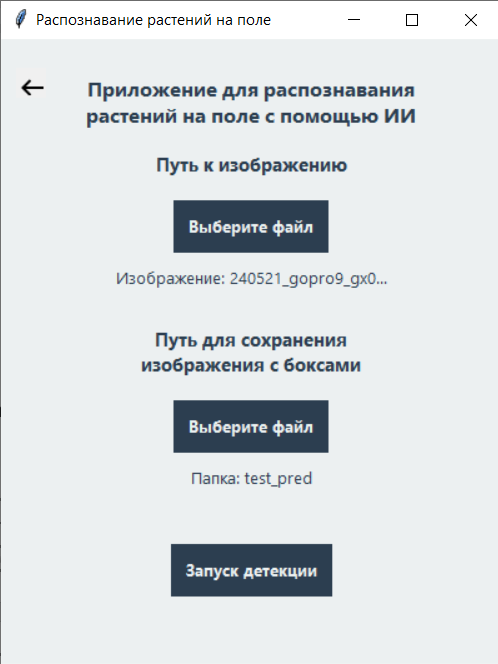 Распознавание растений на поле
Приложение для распознавания
растений на поле с помощью ИИ
Путь к изображению
Выберите файл
Изображение: 240521_gopro9_gx0...
Путь для сохранения
изображения с боксами
Выберите файл
Папка: test_pred
Запуск детекции